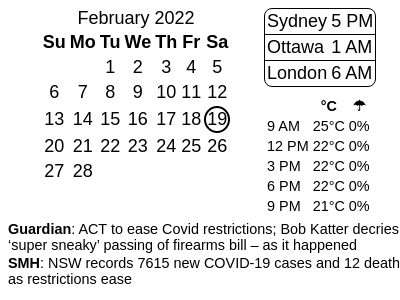 February 2022
Su Mo Tu We Th Fr Sa
1 2 3 4 5
6 7 8 9 10 11 12
13 14 15 16 17 18 19
20 21 22 23 24 25 26
27 28
Sydney 5 PM
Ottawa 1 AM
London 6 AM
°C ☂
9 AM 25°C 0%
12 PM 22°C 0%
3 PM 22°C 0%
6 PM 22°C 0%
9 PM 21°C 0%
Guardian: ACT to ease Covid restrictions; Bob Katter decries
‘super sneaky’ passing of firearms bill – as it happened
SMH: NSW records 7615 new COVID-19 cases and 12 death
as restrictions ease